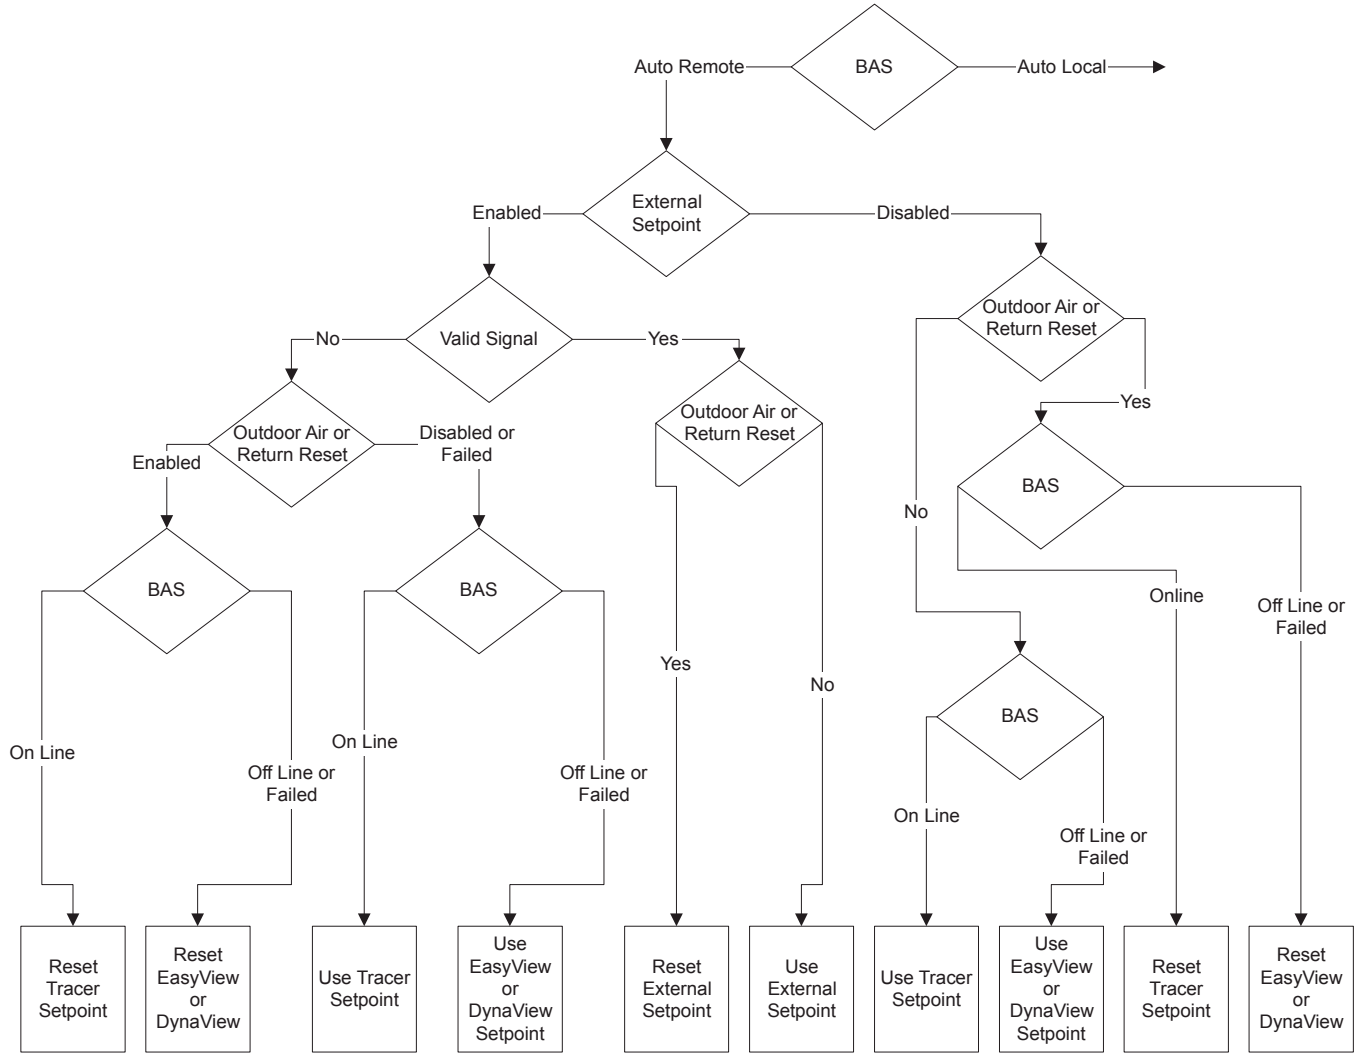 Auto Remote
BAS
Auto Local
External
Setpoint
Enabled
Disabled
Outdoor Air or
Return Reset
No
Valid Signal
Yes
Outdoor Air or
Return Reset
Yes
Outdoor Air or
Return Reset
Disabled or
Failed
Enabled
BAS
No
BAS
BAS
Online
Off Line or
Failed
Yes
No
BAS
On Line
On Line
Off Line or
Failed
Off Line or
Failed
On Line
Off Line or
Failed
Reset
Tracer
Setpoint
Reset
EasyView
or
DynaView
Use Tracer
Setpoint
Use
EasyView
or
DynaView
Setpoint
Reset
External
Setpoint
Use
External
Setpoint
Use Tracer
Setpoint
Use
EasyView
or
DynaView
Setpoint
Reset
Tracer
Setpoint
Reset
EasyView
or
DynaView